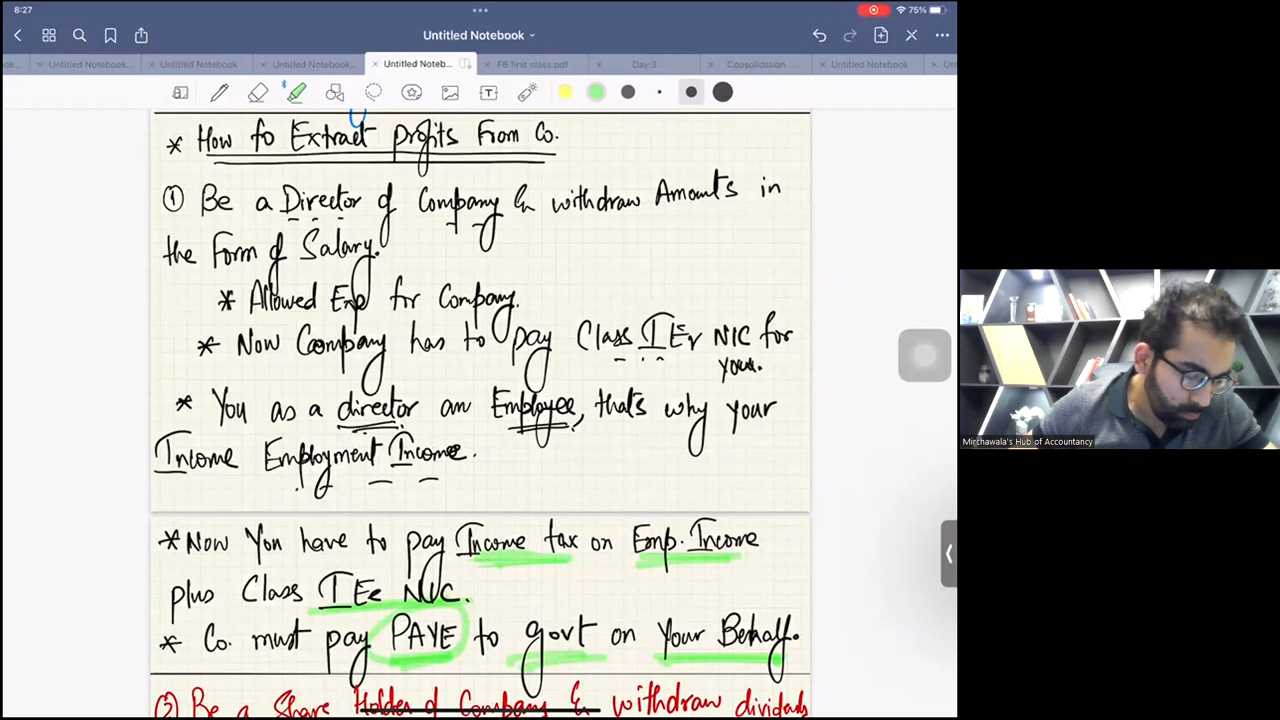 8:27
75%
Untitled Notebook
Untitled Notebook
Untitled Notebook
Untitled Notebook
Untitled Noteb...
F6 first class.pdf
Day 3
Consolidation
Untitled Notebook
* How to Extract Profits From Co.
① Be a Director of Company & withdraw Amounts in
the Form of Salary.
* Allowed Exp for Company.
* Now Coompany has to pay Class I Er NIC for
your.
* You as a director an Employee, that's why your
Income Employment Income.
* Now You have to pay Income tax on Emp. Income
plus Class I Ee NIC.
* Co. must pay PAYE to govt on Your Behalf.
② Be a Share Holder of Company & withdraw dividends
Mirchawala's Hub of Accountancy